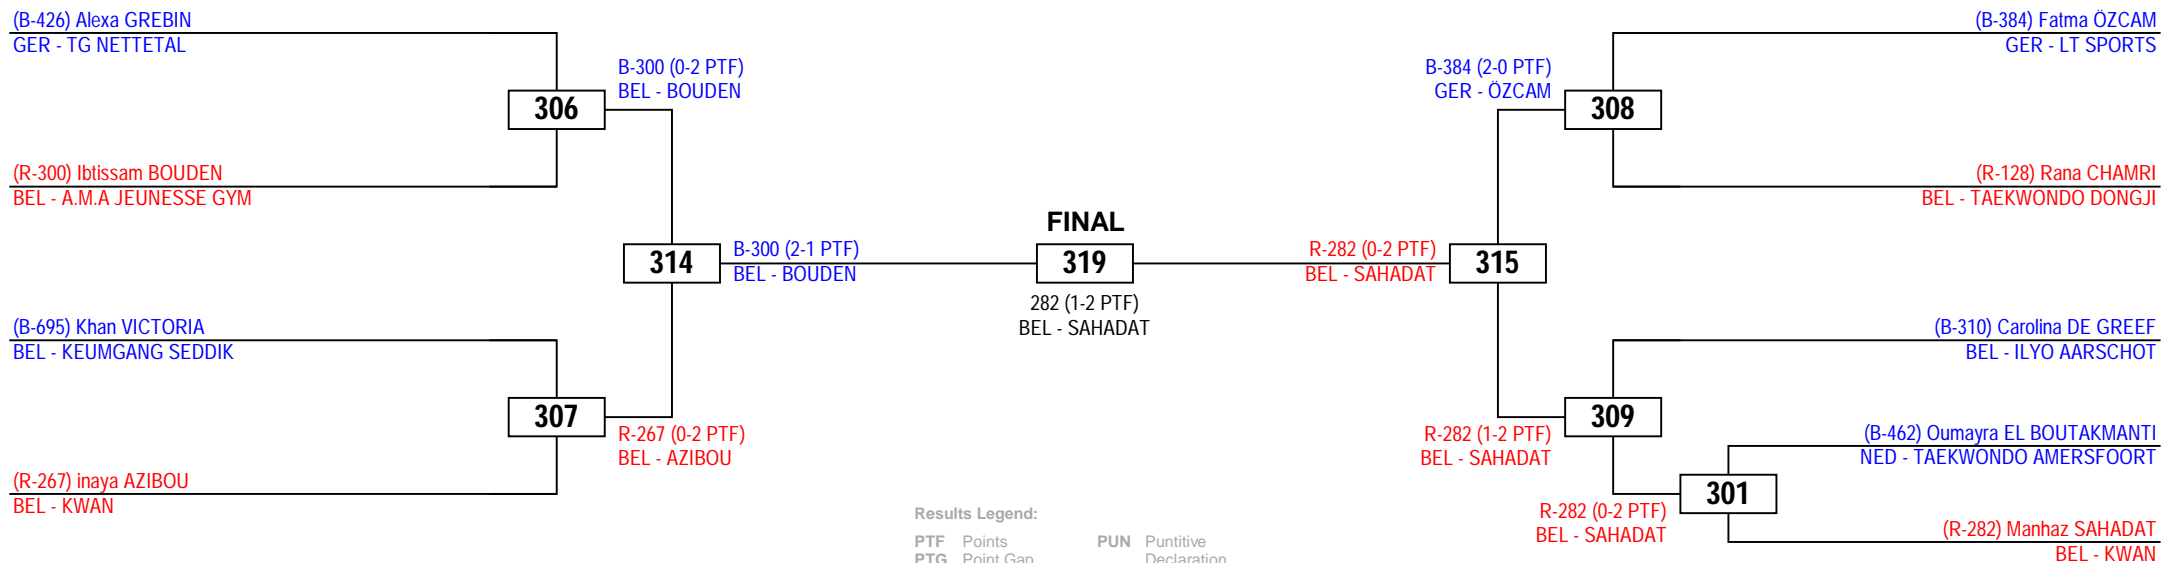 (B-426) Alexa GREBIN
GER - TG NETTETAL
B-300 (0-2 PTF)
BEL - BOUDEN
306
(R-300) Ibtissam BOUDEN
BEL - A.M.A JEUNESSE GYM
314
B-300 (2-1 PTF)
BEL - BOUDEN
(B-695) Khan VICTORIA
BEL - KEUMGANG SEDDIK
307
R-267 (0-2 PTF)
BEL - AZIBOU
(R-267) inaya AZIBOU
BEL - KWAN
FINAL
319
282 (1-2 PTF)
BEL - SAHADAT
(B-384) Fatma ÖZCAM
GER - LT SPORTS
B-384 (2-0 PTF)
GER - ÖZCAM
308
(R-128) Rana CHAMRI
BEL - TAEKWONDO DONGJI
R-282 (0-2 PTF)
BEL - SAHADAT
315
(B-310) Carolina DE GREEF
BEL - ILYO AARSCHOT
309
R-282 (1-2 PTF)
BEL - SAHADAT
(B-462) Oumayra EL BOUTAKMANTI
NED - TAEKWONDO AMERSFOORT
301
R-282 (0-2 PTF)
BEL - SAHADAT
(R-282) Manhaz SAHADAT
BEL - KWAN
Results Legend:
PTF Points PUN Puntitive
PTG Point Gap Declaration